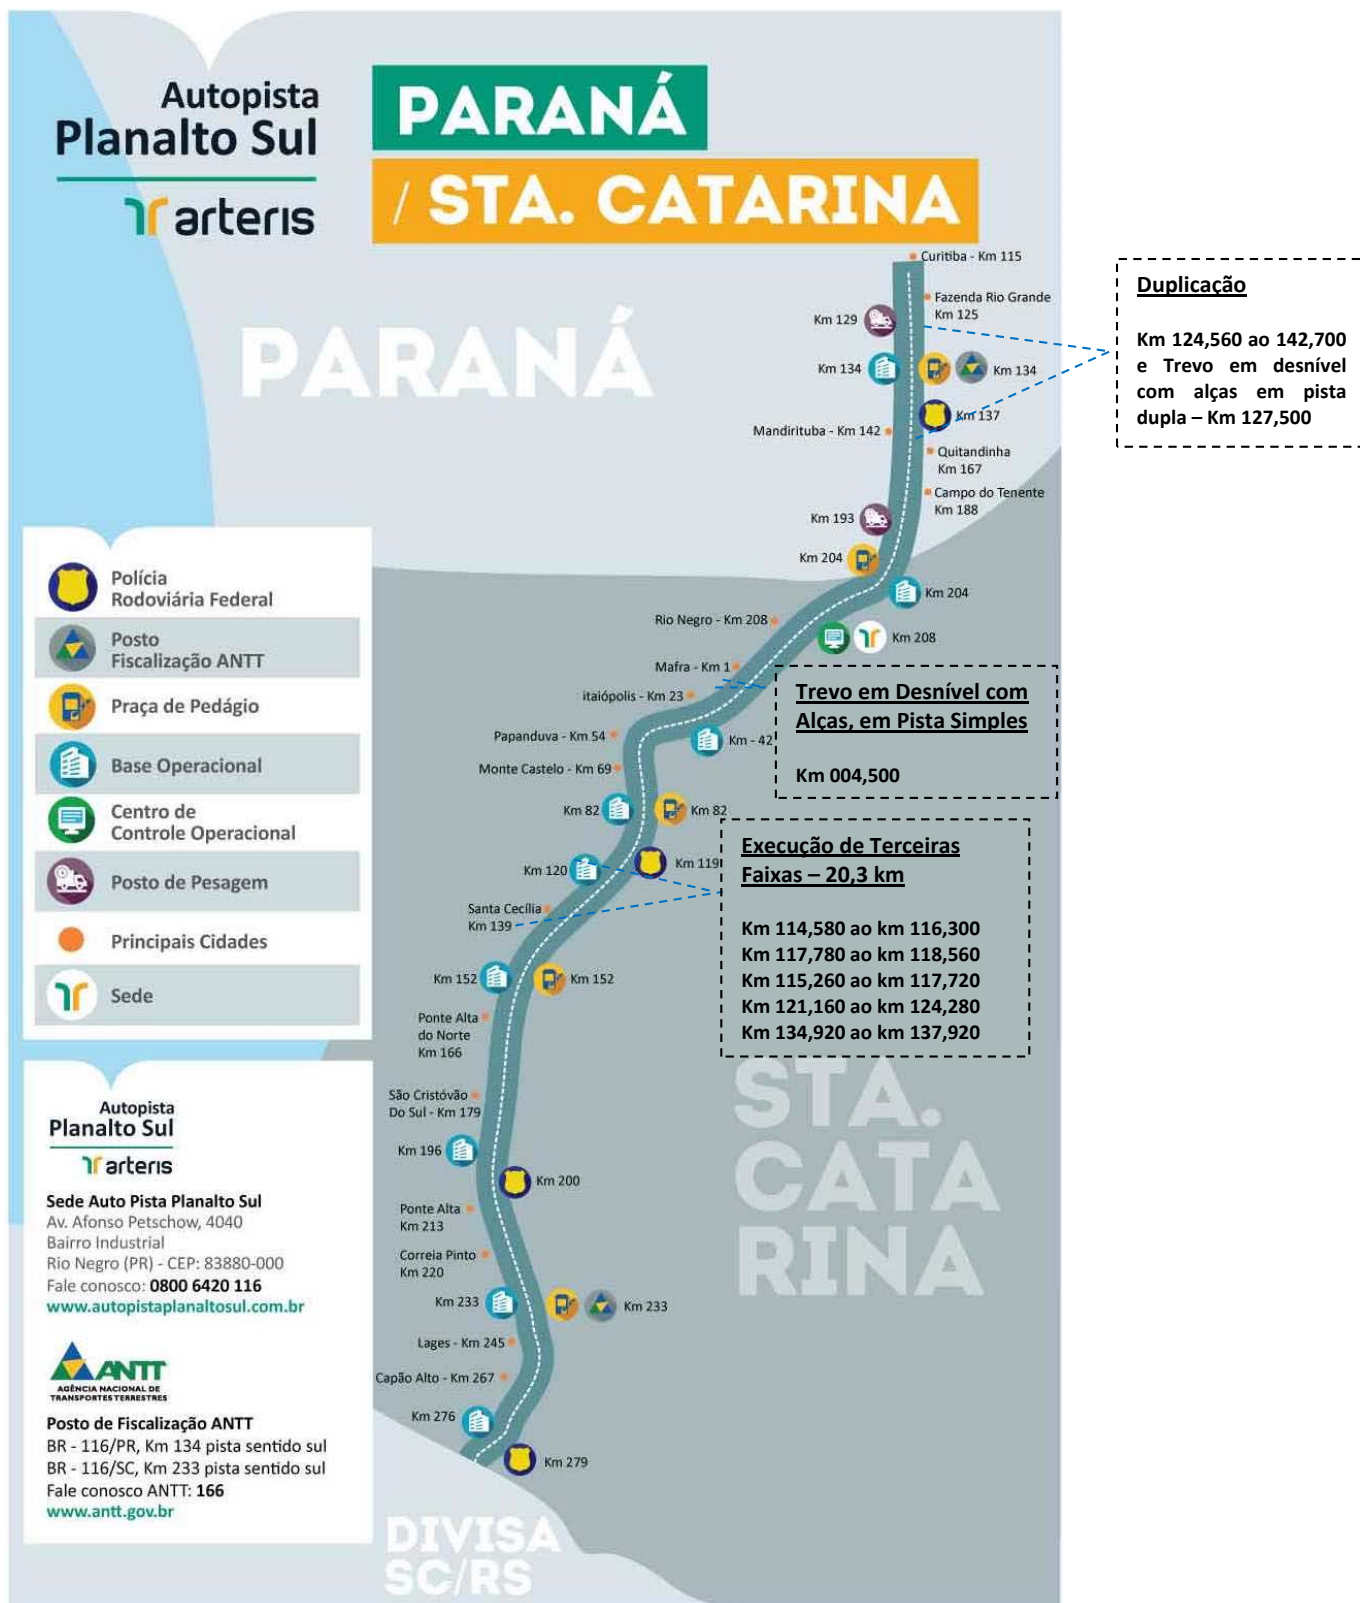 Autopista
Planalto Sul
arteris
PARANÁ
/ STA. CATARINA
PARANÁ
Curitiba - Km 115
Fazenda Rio Grande
Km 125
Km 129
Km 134
Km 134
Km 137
Mandirituba - Km 142
Quitandinha
Km 167
Campo do Tenente
Km 188
Km 193
Km 204
Km 204
Rio Negro - Km 208
Km 208
Mafra - Km 1
itaiópolis - Km 23
Papanduva - Km 54
Km - 42
Monte Castelo - Km 69
Km 82
Km 82
Km 120
Km 119
Santa Cecília
Km 139
Km 152
Km 152
Ponte Alta
do Norte
Km 166
São Cristóvão
Do Sul - Km 179
Km 196
Km 200
Ponte Alta
Km 213
Correia Pinto
Km 220
Km 233
Km 233
Lages - Km 245
Capão Alto - Km 267
Km 276
Km 279
STA.
CATA
RINA
DIVISA
SC/RS
Duplicação
Km 124,560 ao 142,700
e Trevo em desnível
com alças em pista
dupla – Km 127,500
Trevo em Desnível com
Alças, em Pista Simples
Km 004,500
Execução de Terceiras
Faixas – 20,3 km
Km 114,580 ao km 116,300
Km 117,780 ao km 118,560
Km 115,260 ao km 117,720
Km 121,160 ao km 124,280
Km 134,920 ao km 137,920
Polícia
Rodoviária Federal
Posto
Fiscalização ANTT
Praça de Pedágio
Base Operacional
Centro de
Controle Operacional
Posto de Pesagem
Principais Cidades
Sede
Autopista
Planalto Sul
arteris
Sede Auto Pista Planalto Sul
Av. Afonso Petschow, 4040
Bairro Industrial
Rio Negro (PR) - CEP: 83880-000
Fale conosco: 0800 6420 116
www.autopistaplanaltosul.com.br
ANTT
AGÊNCIA NACIONAL DE
TRANSPORTES TERRESTRES
Posto de Fiscalização ANTT
BR - 116/PR, Km 134 pista sentido sul
BR - 116/SC, Km 233 pista sentido sul
Fale conosco ANTT: 166
www.antt.gov.br